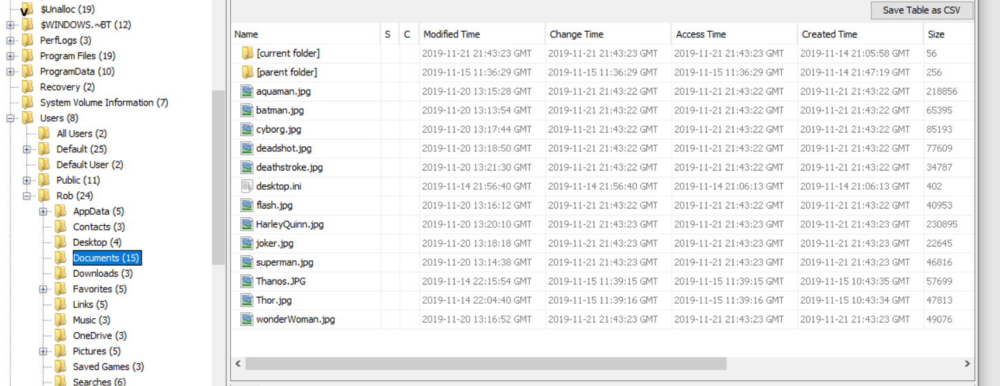 $Unalloc (19)
$WINDOWS.~BT (12)
PerfLogs (3)
Program Files (19)
ProgramData (10)
Recovery (2)
System Volume Information (7)
Users (8)
All Users (2)
Default (25)
Default User (2)
Public (11)
Rob (24)
AppData (5)
Contacts (3)
Desktop (4)
Documents (15)
Downloads (3)
Favorites (5)
Links (5)
Music (3)
OneDrive (3)
Pictures (5)
Saved Games (3)
Searches (6)
Save Table as CSV
Name S C Modified Time Change Time Access Time Created Time Size
[current folder] 2019-11-21 21:43:23 GMT 2019-11-21 21:43:23 GMT 2019-11-21 21:43:23 GMT 2019-11-14 21:05:58 GMT 56
[parent folder] 2019-11-15 11:36:29 GMT 2019-11-15 11:36:29 GMT 2019-11-15 11:36:29 GMT 2019-11-14 21:47:19 GMT 256
aquaman.jpg 2019-11-20 13:15:28 GMT 2019-11-21 21:43:22 GMT 2019-11-21 21:43:22 GMT 2019-11-21 21:43:22 GMT 218856
batman.jpg 2019-11-20 13:13:54 GMT 2019-11-21 21:43:22 GMT 2019-11-21 21:43:22 GMT 2019-11-21 21:43:22 GMT 65395
cyborg.jpg 2019-11-20 13:17:44 GMT 2019-11-21 21:43:22 GMT 2019-11-21 21:43:22 GMT 2019-11-21 21:43:22 GMT 85193
deadshot.jpg 2019-11-20 13:18:50 GMT 2019-11-21 21:43:22 GMT 2019-11-21 21:43:22 GMT 2019-11-21 21:43:22 GMT 77609
deathstroke.jpg 2019-11-20 13:21:30 GMT 2019-11-21 21:43:22 GMT 2019-11-21 21:43:22 GMT 2019-11-21 21:43:22 GMT 34787
desktop.ini 2019-11-14 21:56:40 GMT 2019-11-14 21:56:40 GMT 2019-11-14 21:06:13 GMT 2019-11-14 21:06:13 GMT 402
flash.jpg 2019-11-20 13:16:12 GMT 2019-11-21 21:43:22 GMT 2019-11-21 21:43:22 GMT 2019-11-21 21:43:22 GMT 40953
HarleyQuinn.jpg 2019-11-20 13:20:10 GMT 2019-11-21 21:43:22 GMT 2019-11-21 21:43:22 GMT 2019-11-21 21:43:22 GMT 230895
joker.jpg 2019-11-20 13:18:18 GMT 2019-11-21 21:43:22 GMT 2019-11-21 21:43:22 GMT 2019-11-21 21:43:22 GMT 22645
superman.jpg 2019-11-20 13:14:38 GMT 2019-11-21 21:43:22 GMT 2019-11-21 21:43:22 GMT 2019-11-21 21:43:22 GMT 46816
Thanos.JPG 2019-11-14 22:15:54 GMT 2019-11-15 11:39:15 GMT 2019-11-15 11:39:15 GMT 2019-11-15 10:43:35 GMT 57699
Thor.jpg 2019-11-14 22:04:40 GMT 2019-11-15 11:39:16 GMT 2019-11-15 11:39:16 GMT 2019-11-15 10:43:34 GMT 47813
wonderWoman.jpg 2019-11-20 13:16:52 GMT 2019-11-21 21:43:23 GMT 2019-11-21 21:43:23 GMT 2019-11-21 21:43:23 GMT 49076